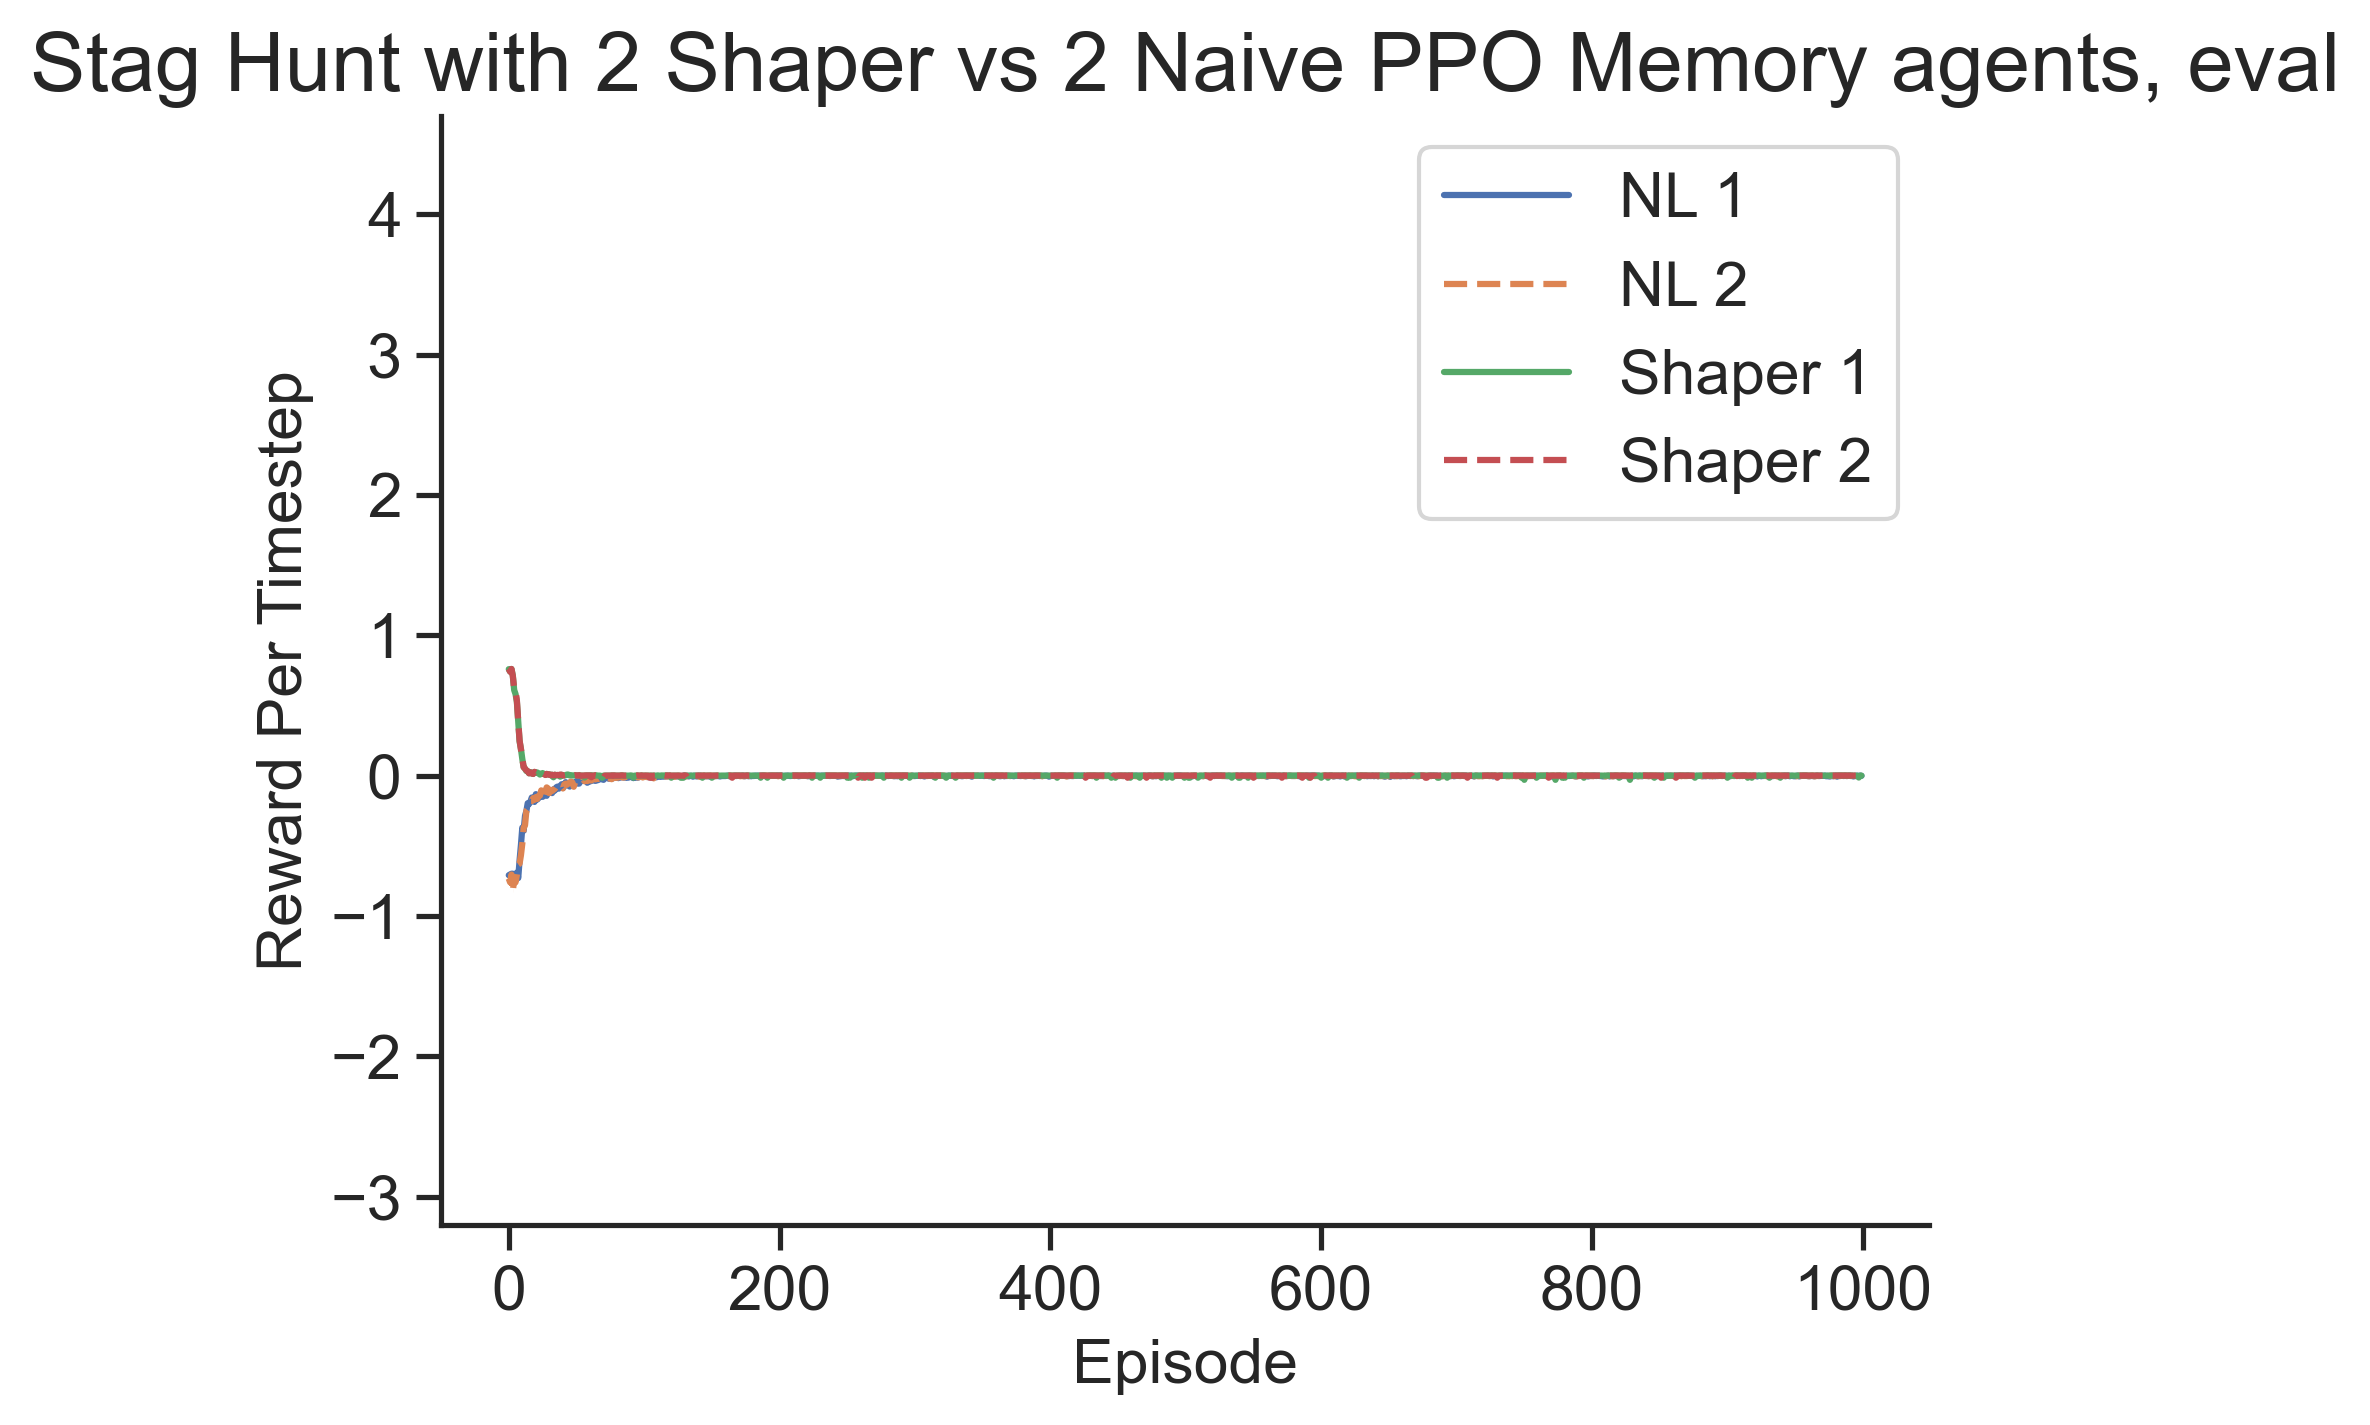 Stag Hunt with 2 Shaper vs 2 Naive PPO Memory agents, eval
NL 1
NL 2
Shaper 1
Shaper 2
Reward Per Timestep
4
3
2
1
0
−1
−2
−3
0 200 400 600 800 1000
Episode